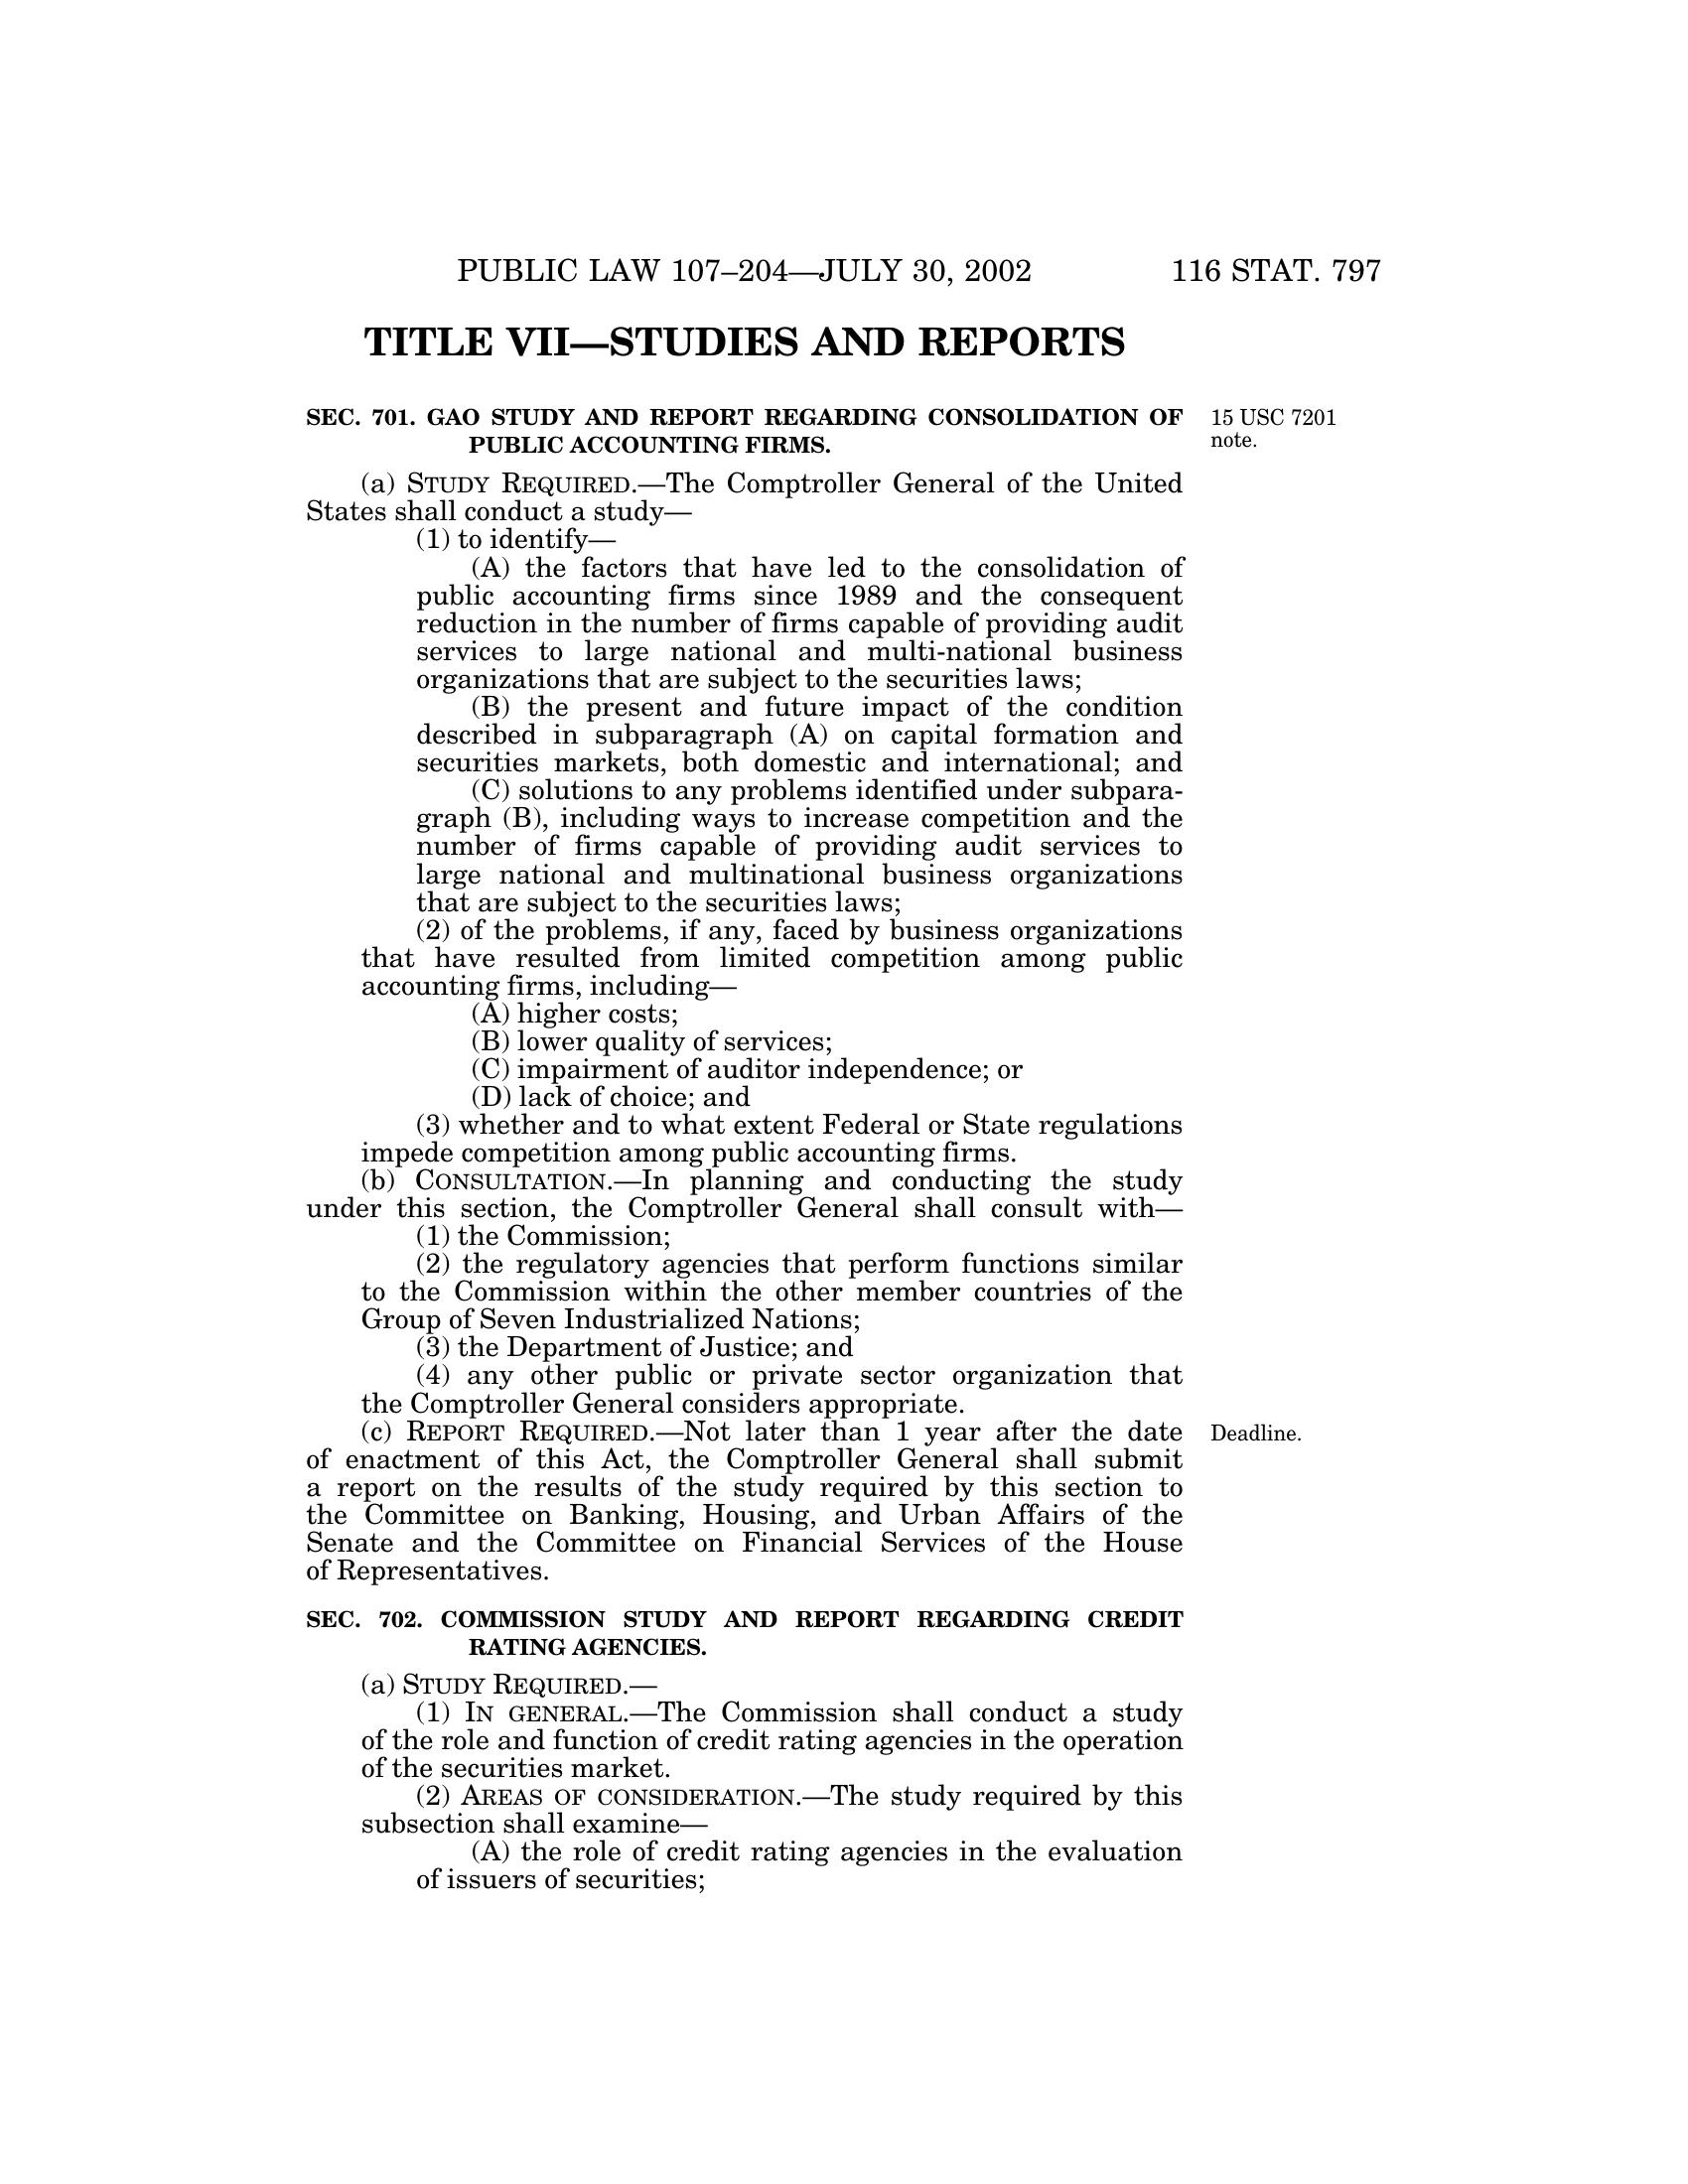 PUBLIC LAW 107–204—JULY 30, 2002 116 STAT. 797
TITLE VII—STUDIES AND REPORTS
SEC. 701. GAO STUDY AND REPORT REGARDING CONSOLIDATION OF
PUBLIC ACCOUNTING FIRMS.
15 USC 7201
note.
(a) STUDY REQUIRED.—The Comptroller General of the United
States shall conduct a study—
(1) to identify—
(A) the factors that have led to the consolidation of
public accounting firms since 1989 and the consequent
reduction in the number of firms capable of providing audit
services to large national and multi-national business
organizations that are subject to the securities laws;
(B) the present and future impact of the condition
described in subparagraph (A) on capital formation and
securities markets, both domestic and international; and
(C) solutions to any problems identified under subpara-
graph (B), including ways to increase competition and the
number of firms capable of providing audit services to
large national and multinational business organizations
that are subject to the securities laws;
(2) of the problems, if any, faced by business organizations
that have resulted from limited competition among public
accounting firms, including—
(A) higher costs;
(B) lower quality of services;
(C) impairment of auditor independence; or
(D) lack of choice; and
(3) whether and to what extent Federal or State regulations
impede competition among public accounting firms.
(b) CONSULTATION.—In planning and conducting the study
under this section, the Comptroller General shall consult with—
(1) the Commission;
(2) the regulatory agencies that perform functions similar
to the Commission within the other member countries of the
Group of Seven Industrialized Nations;
(3) the Department of Justice; and
(4) any other public or private sector organization that
the Comptroller General considers appropriate.
(c) REPORT REQUIRED.—Not later than 1 year after the date
Deadline.
of enactment of this Act, the Comptroller General shall submit
a report on the results of the study required by this section to
the Committee on Banking, Housing, and Urban Affairs of the
Senate and the Committee on Financial Services of the House
of Representatives.
SEC. 702. COMMISSION STUDY AND REPORT REGARDING CREDIT
RATING AGENCIES.
(a) STUDY REQUIRED.—
(1) IN GENERAL.—The Commission shall conduct a study
of the role and function of credit rating agencies in the operation
of the securities market.
(2) AREAS OF CONSIDERATION.—The study required by this
subsection shall examine—
(A) the role of credit rating agencies in the evaluation
of issuers of securities;